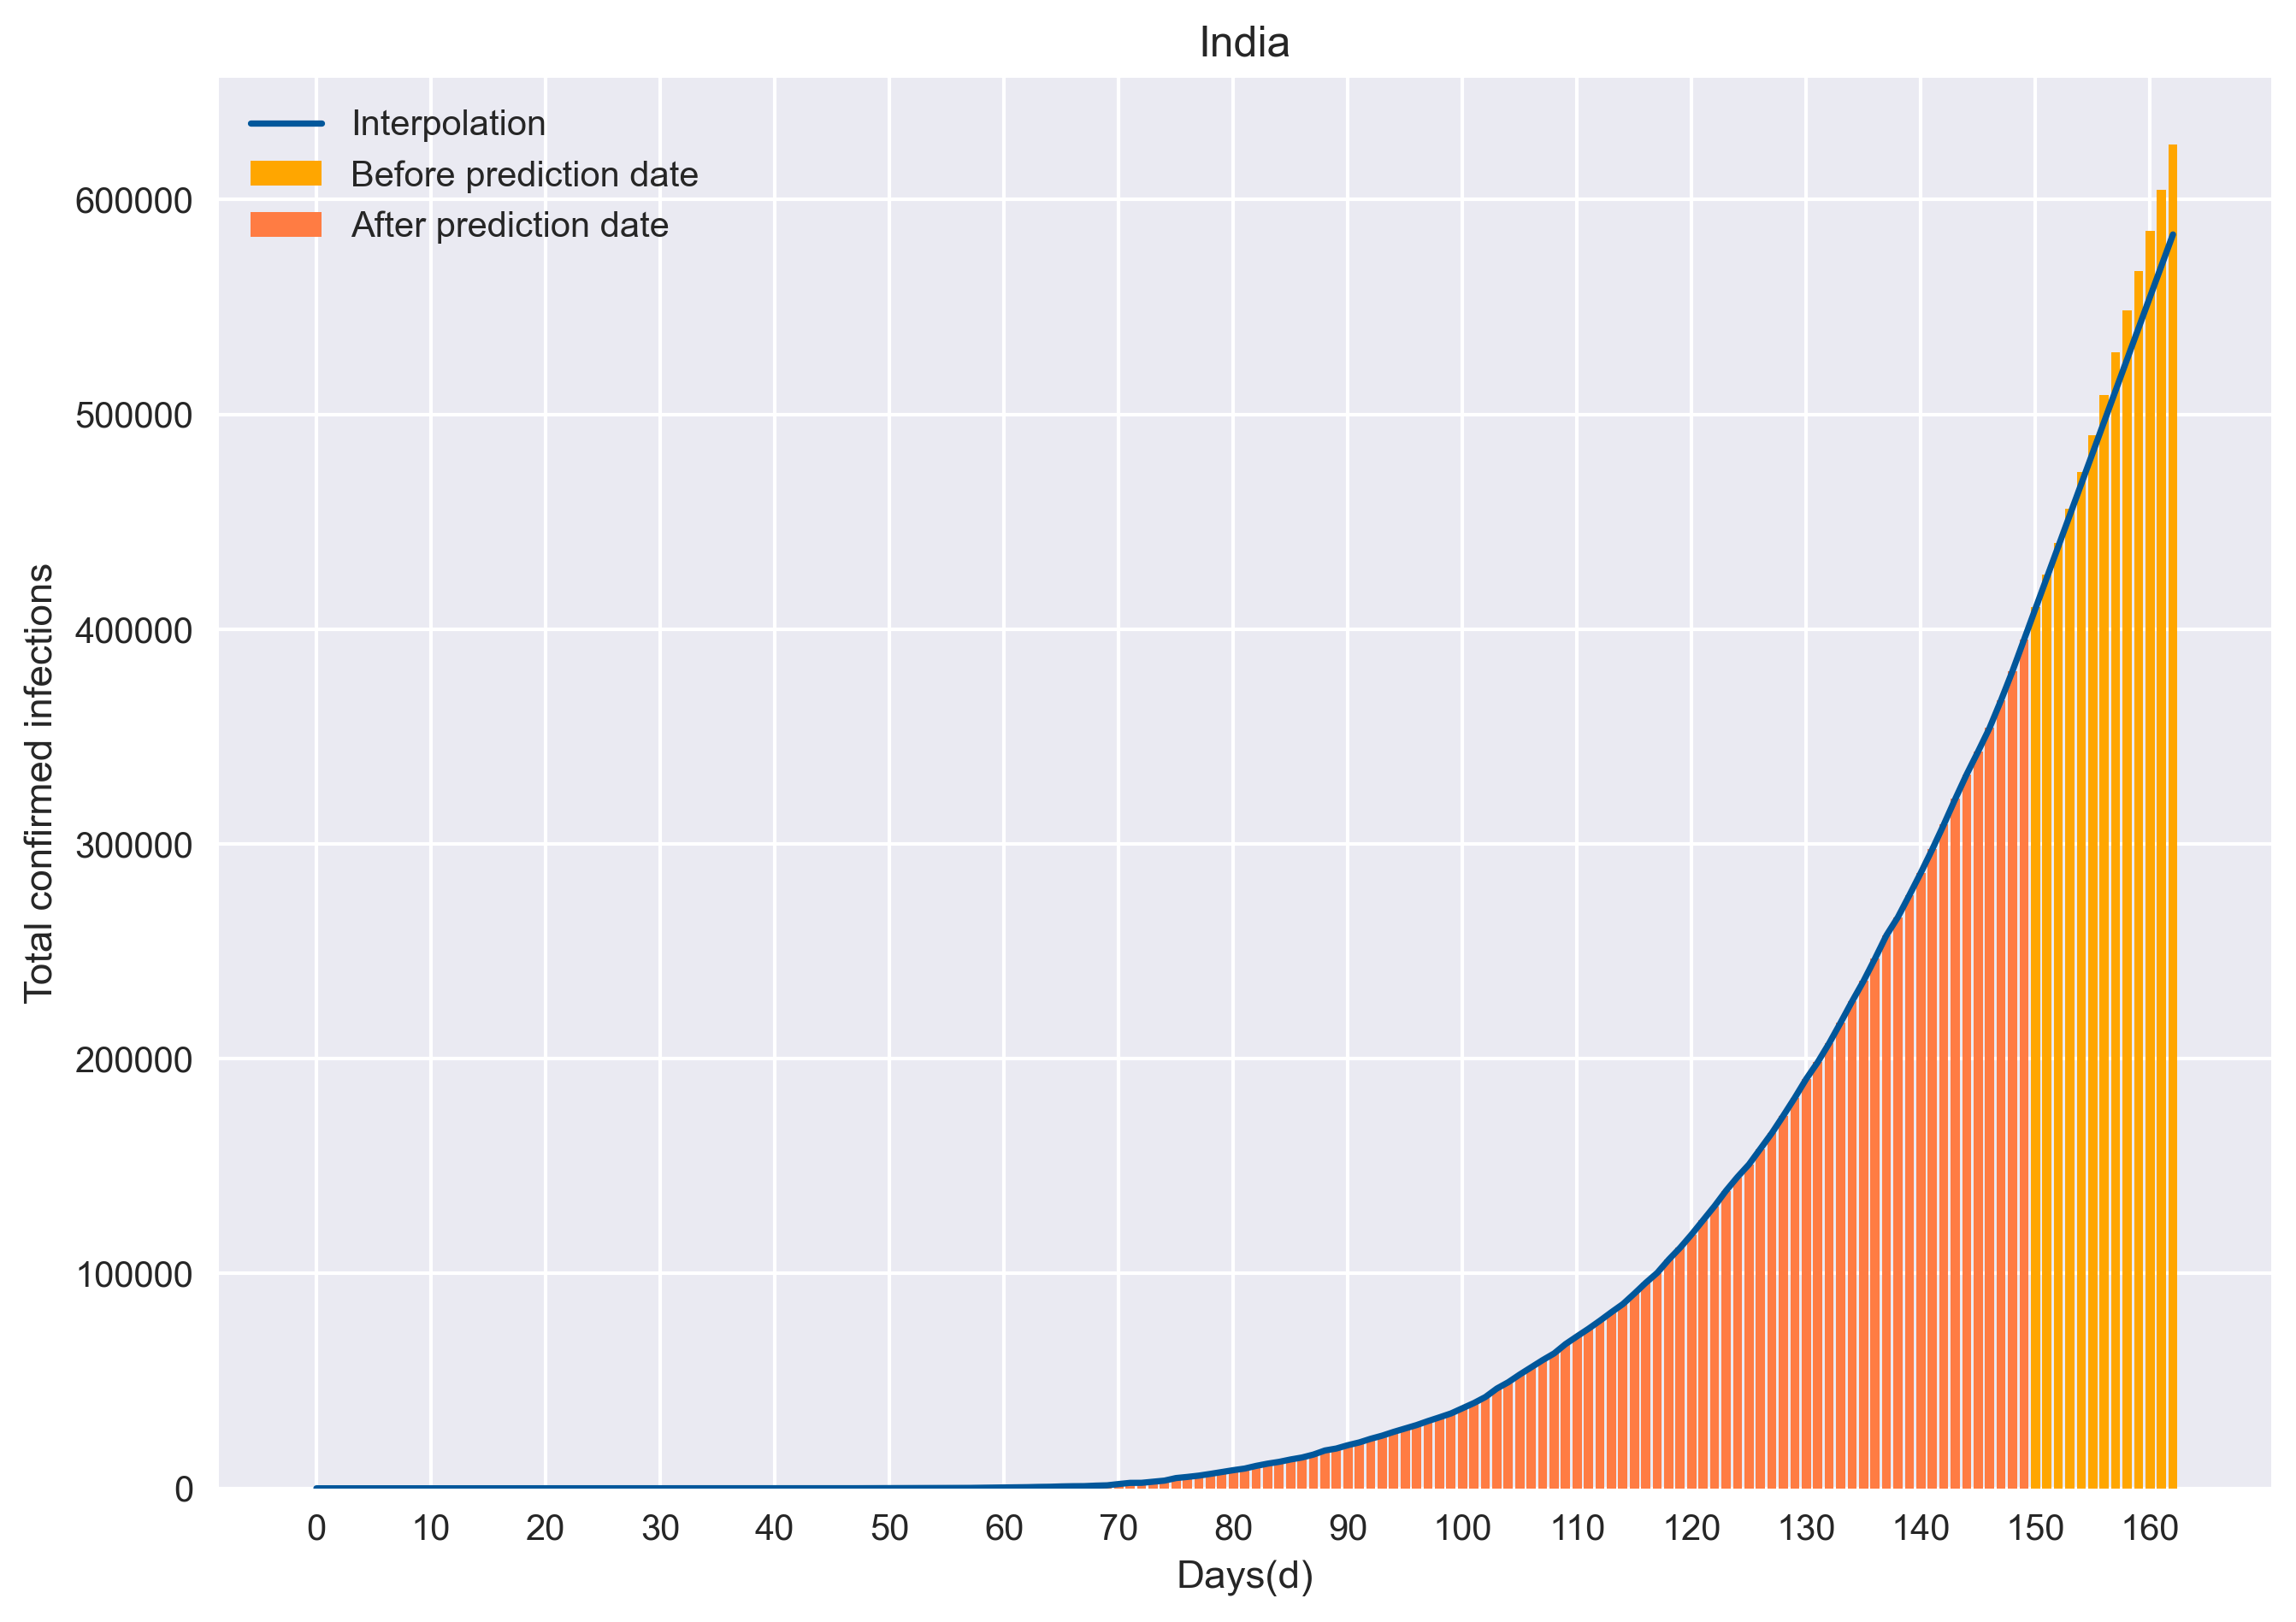 India
Interpolation
Before prediction date
After prediction date
Total confirmed infections
600000
500000
400000
300000
200000
100000
0
0 10 20 30 40 50 60 70 80 90 100 110 120 130 140 150 160
Days(d)